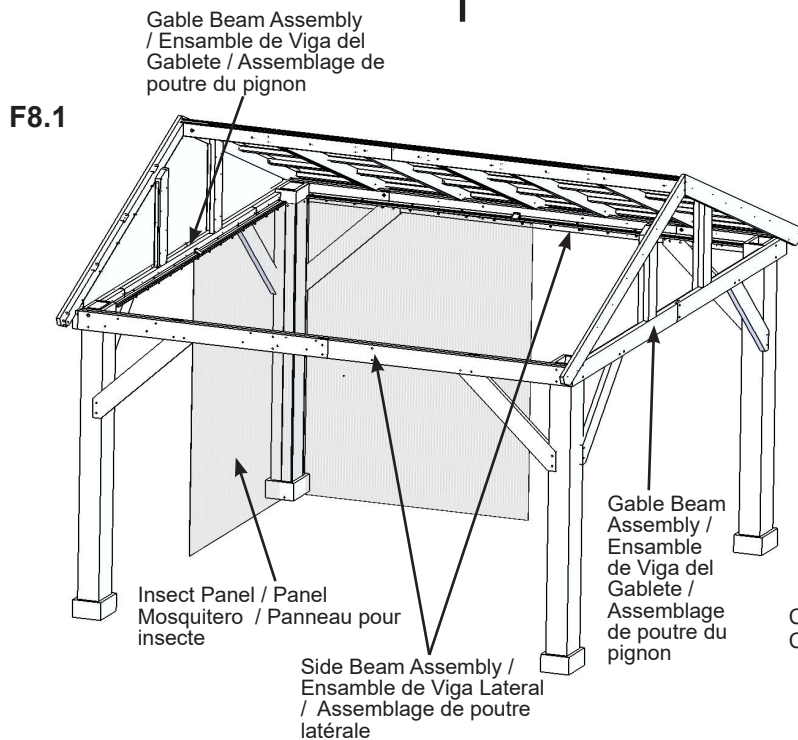 Gable Beam Assembly
/ Ensamble de Viga del
Gablete / Assemblage de
poutre du pignon
F8.1
Insect Panel / Panel
Mosquitero / Panneau pour
insecte
Side Beam Assembly /
Ensamble de Viga Lateral
/ Assemblage de poutre
latérale
Gable Beam
Assembly /
Ensamble
de Viga del
Gablete /
Assemblage
de poutre du
pignon